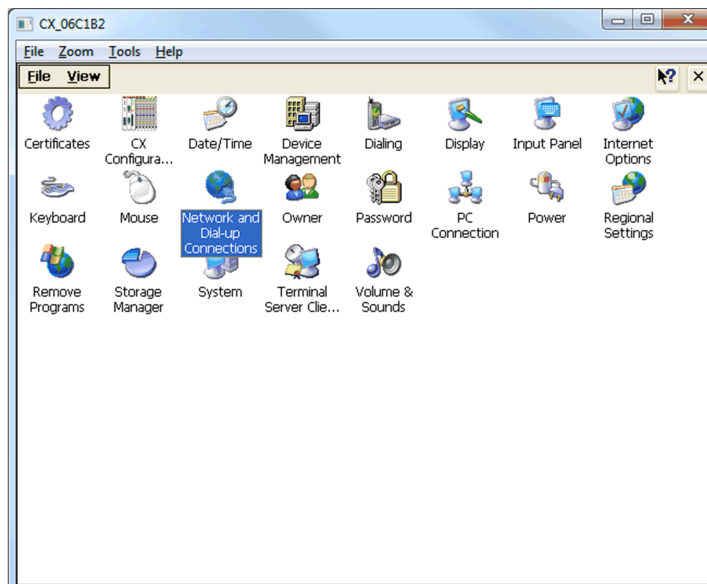 CX_06C1B2
File Zoom Tools Help
File View
Certificates
CX
Configura...
Date/Time
Device
Management
Dialing
Display
Input Panel
Internet
Options
Keyboard
Mouse
Network and
Dial-up
Connections
Owner
Password
PC
Connection
Power
Regional
Settings
Remove
Programs
Storage
Manager
System
Terminal
Server Clie...
Volume &
Sounds